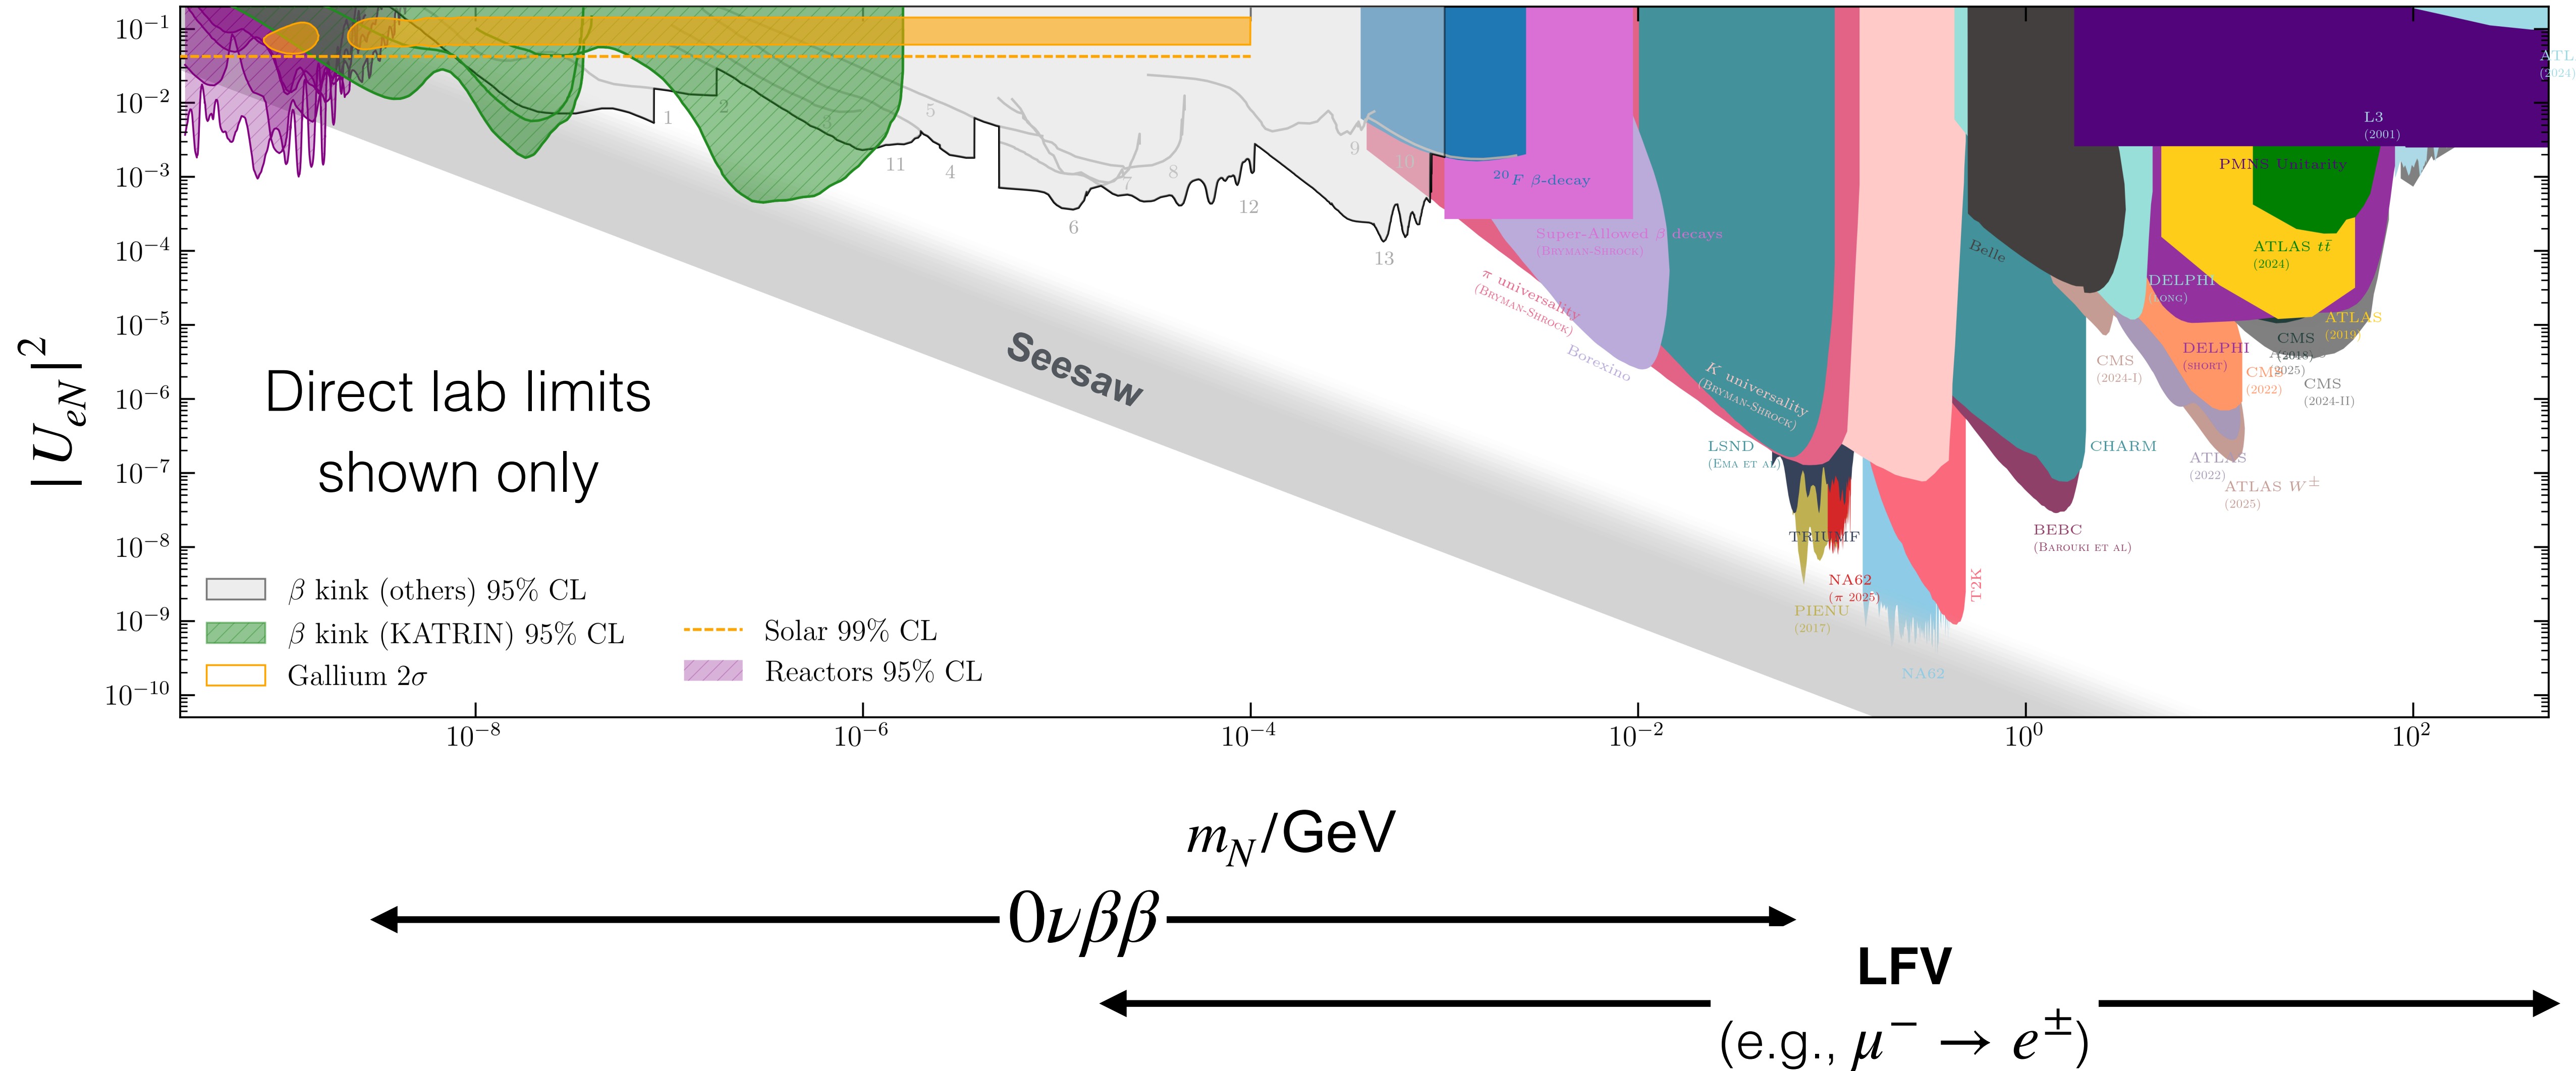 |U_{eN}|^2
10^{-1}
10^{-2}
10^{-3}
10^{-4}
10^{-5}
10^{-6}
10^{-7}
10^{-8}
10^{-9}
10^{-10}
1
2
3
5
11
4
6
7
8
12
9
10
13
Direct lab limits
shown only
Seesaw
β kink (others) 95% CL
β kink (KATRIN) 95% CL
Gallium 2σ
Solar 99% CL
Reactors 95% CL
^{20}F β-decay
Super-Allowed β decays
(Bryman-Shrock)
π universality
(Bryman-Shrock)
Borexino
K universality
(Bryman-Shrock)
LSND
(Ema et al)
TRIUMF
NA62
(π 2025)
PIENU
(2017)
NA62
T2K
Belle
CHARM
BEBC
(Barouki et al)
CMS
(2024-I)
DELPHI
(long)
DELPHI
(short)
CMS
(2022)
ATLAS
(2022)
ATLAS W^±
(2025)
CMS
(2018)
(2025)
CMS
(2024-II)
ATLAS
(2019)
ATLAS tt̄
(2024)
PMNS Unitarity
L3
(2001)
ATL
(2024)
10^{-8}
10^{-6}
10^{-4}
10^{-2}
10^0
10^2
m_N/GeV
0νββ
LFV
(e.g., μ^- → e^±)